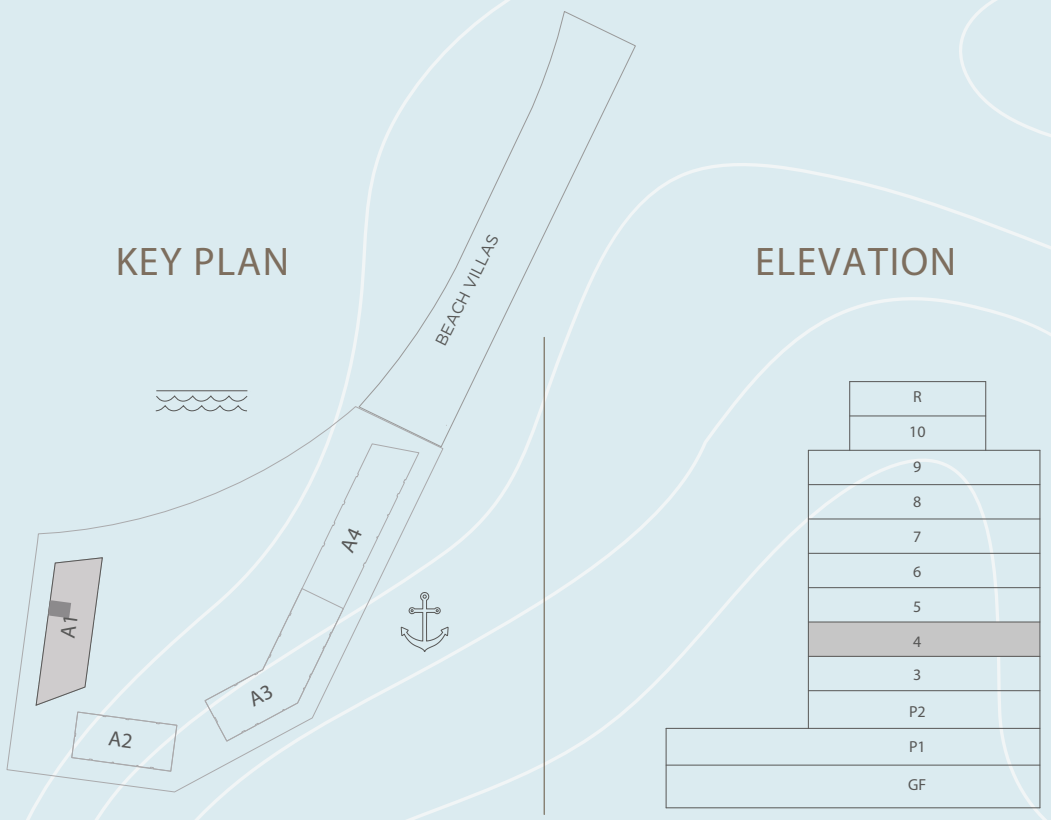 KEY PLAN
BEACH VILLAS
A4
A1
A3
A2
ELEVATION
R
10
9
8
7
6
5
4
3
P2
P1
GF